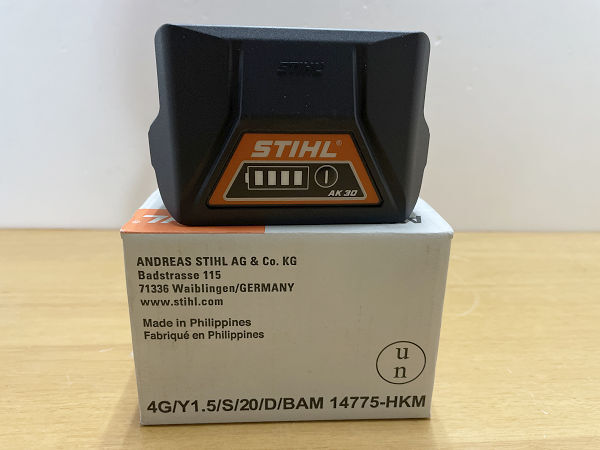 STIHL
STIHL®
AK 30
ANDREAS STIHL AG & Co. KG
Badstrasse 115
71336 Waiblingen/GERMANY
www.stihl.com
Made in Philippines
Fabriqué en Philippines
u
n
4G/Y1.5/S/20/D/BAM 14775-HKM